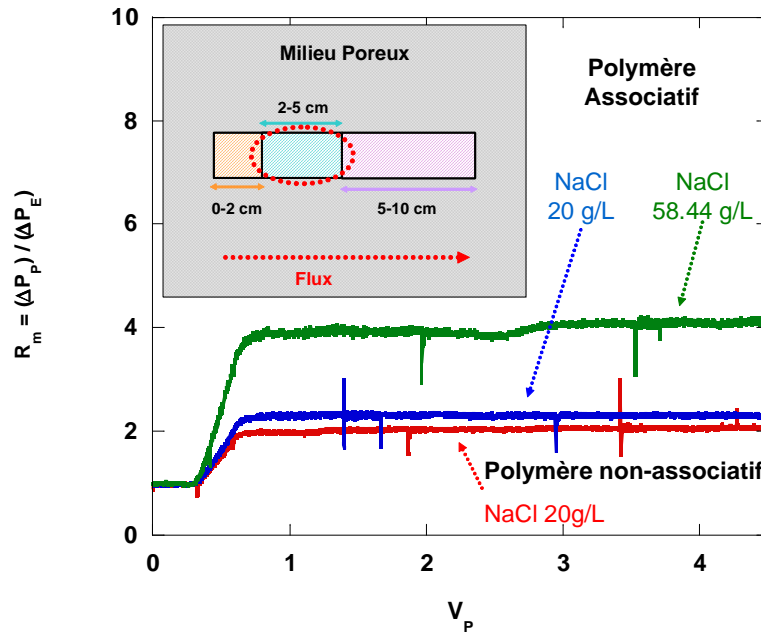 10
8
6
4
2
0
R_m = (ΔP_P) / (ΔP_E)
Milieu Poreux
2-5 cm
0-2 cm
5-10 cm
Flux
Polymère
Associatif
NaCl
20 g/L
NaCl
58.44 g/L
Polymère non-associatif
NaCl 20g/L
0
1
2
3
4
V_P